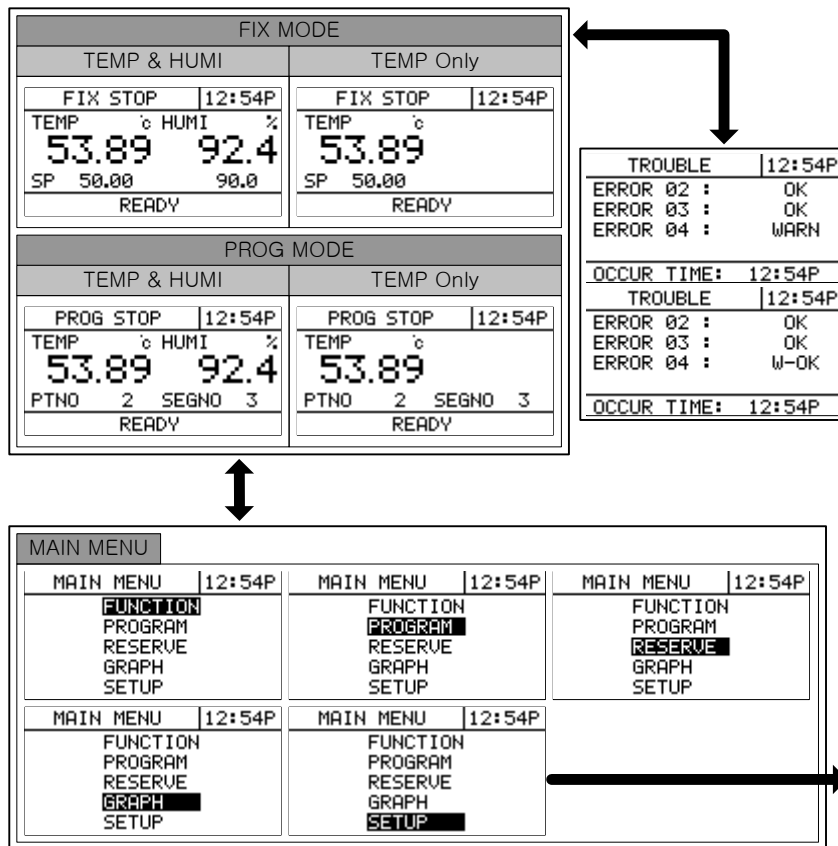 FIX MODE
TEMP & HUMI TEMP Only
FIX STOP 12:54P
TEMP ℃ HUMI %
53.89 92.4
SP 50.00 90.0
READY
FIX STOP 12:54P
TEMP ℃
53.89
SP 50.00
READY
PROG MODE
TEMP & HUMI TEMP Only
PROG STOP 12:54P
TEMP ℃ HUMI %
53.89 92.4
PTNO 2 SEGNO 3
READY
PROG STOP 12:54P
TEMP ℃
53.89
PTNO 2 SEGNO 3
READY
TROUBLE 12:54P
ERROR 02 : OK
ERROR 03 : OK
ERROR 04 : WARN
OCCUR TIME: 12:54P
TROUBLE 12:54P
ERROR 02 : OK
ERROR 03 : OK
ERROR 04 : W-OK
OCCUR TIME: 12:54P
MAIN MENU
MAIN MENU 12:54P
FUNCTION
PROGRAM
RESERVE
GRAPH
SETUP
MAIN MENU 12:54P
FUNCTION
PROGRAM
RESERVE
GRAPH
SETUP
MAIN MENU 12:54P
FUNCTION
PROGRAM
RESERVE
GRAPH
SETUP
MAIN MENU 12:54P
FUNCTION
PROGRAM
RESERVE
GRAPH
SETUP
MAIN MENU 12:54P
FUNCTION
PROGRAM
RESERVE
GRAPH
SETUP